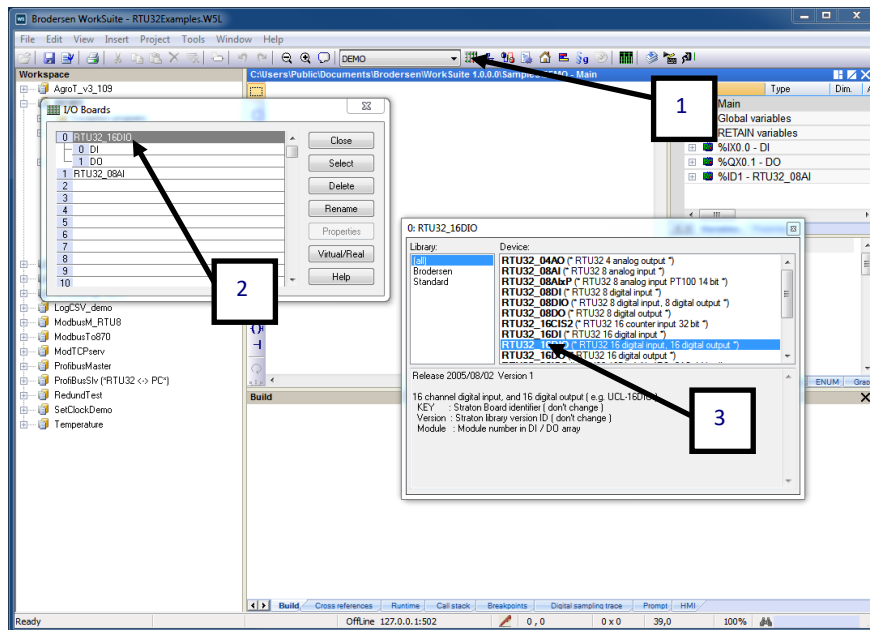 Brodersen WorkSuite - RTU32Examples.W5L
File Edit View Insert Project Tools Window Help
DEMO
Workspace
C:\Users\Public\Documents\Brodersen\WorkSuite 1.0.0\Samples\DEMO - Main
AgroT_v3_109
Type Dim.
Main
Global variables
RETAIN variables
%IX0.0 - DI
%QX0.1 - DO
%ID1 - RTU32_08AI
1
I/O Boards
0 RTU32_16DIO
0 DI
1 DO
1 RTU32_08AI
2
3
4
5
6
7
8
9
10
Close
Select
Delete
Rename
Properties
Virtual/Real
Help
2
LogCSV_demo
ModbusM_RTU8
ModbusTo870
ModTCPserv
ProfibusMaster
ProfiBusSlv (*RTU32 <-> PC*)
RedundTest
SetClockDemo
Temperature
0: RTU32_16DIO
Library:
(all)
Brodersen
Standard
Device:
RTU32_04AO (* RTU32 4 analog output *)
RTU32_08AI (* RTU32 8 analog input *)
RTU32_08AIxP (* RTU32 8 analog input PT100 14 bit *)
RTU32_08DI (* RTU32 8 digital input *)
RTU32_08DIO (* RTU32 8 digital input, 8 digital output *)
RTU32_08DO (* RTU32 8 digital output *)
RTU32_16CIS2 (* RTU32 16 counter input 32 bit *)
RTU32_16DI (* RTU32 16 digital input *)
RTU32_16DIO (* RTU32 16 digital input, 16 digital output *)
RTU32_16DO (* RTU32 16 digital output *)
Release 2005/08/02 Version 1
16 channel digital input, and 16 digital output ( e.g. UCL-16DIO )
KEY : Straton Board identifier ( don't change )
Version : Straton library version ID ( don't change )
Module : Module number in DI / DO array
3
ENUM
Build
Build Cross references Runtime Call stack Breakpoints Digital sampling trace Prompt HMI
Ready OffLine 127.0.0.1:502 0 , 0 0 x 0 39,0 100%